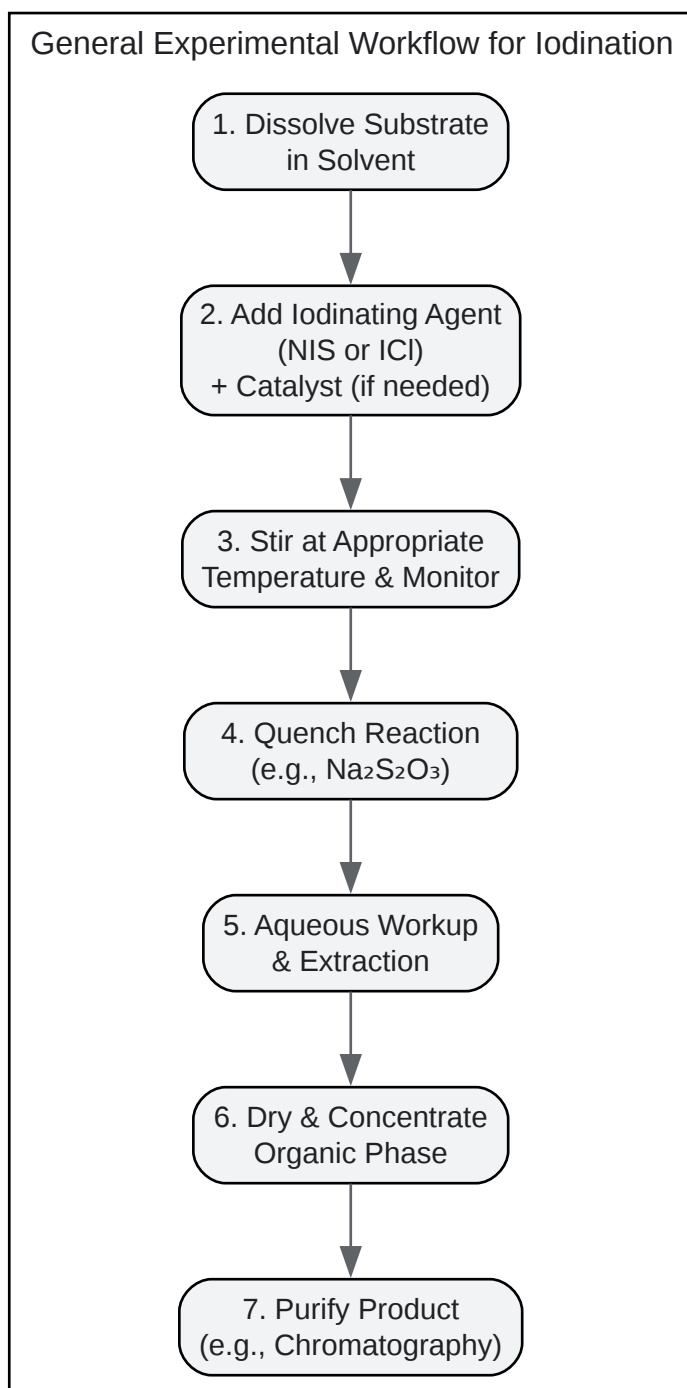 General Experimental Workflow for Iodination
1. Dissolve Substrate
in Solvent
2. Add Iodinating Agent
(NIS or ICl)
+ Catalyst (if needed)
3. Stir at Appropriate
Temperature & Monitor
4. Quench Reaction
(e.g., Na₂S₂O₃)
5. Aqueous Workup
& Extraction
6. Dry & Concentrate
Organic Phase
7. Purify Product
(e.g., Chromatography)